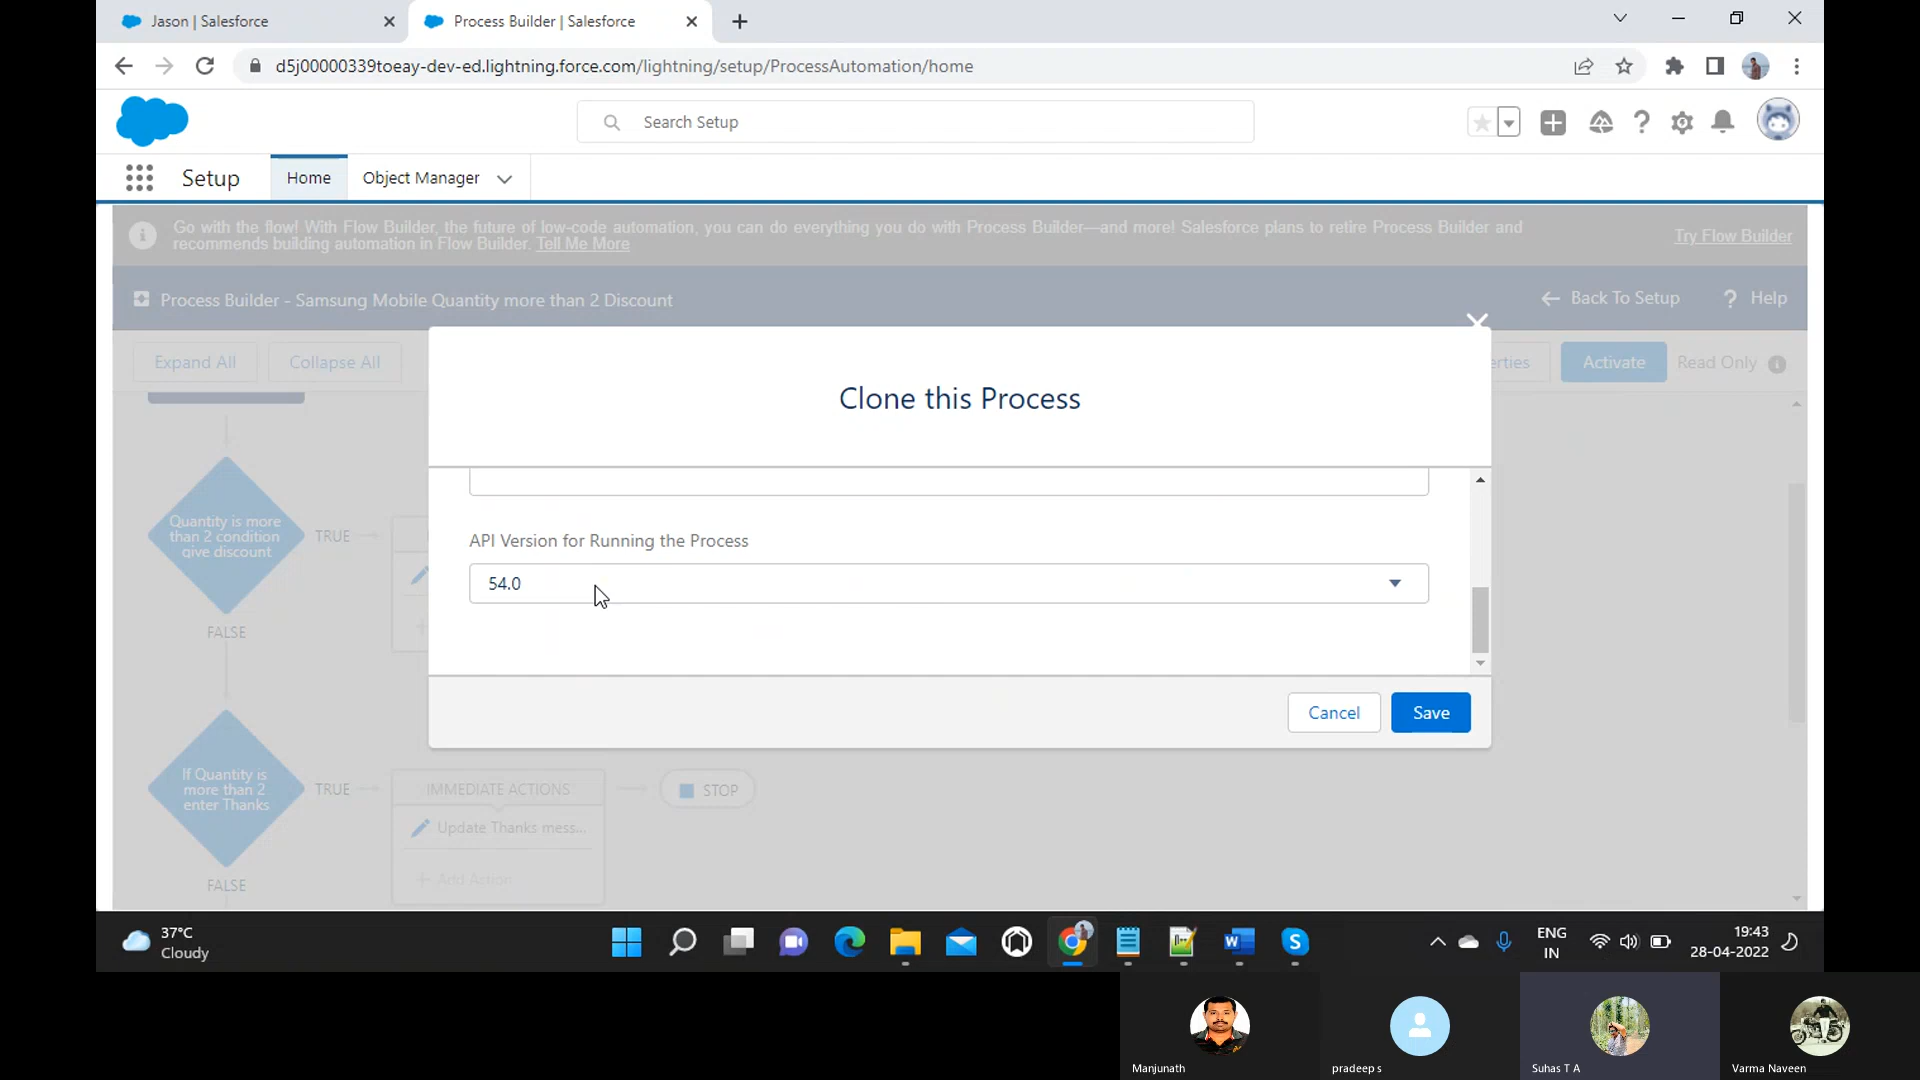 Jason | Salesforce
Process Builder | Salesforce
d5j00000339toeay-dev-ed.lightning.force.com/lightning/setup/ProcessAutomation/home
Search Setup
Setup
Home
Object Manager
Go with the flow! With Flow Builder, the future of low-code automation, you can do everything you do with Process Builder—and more! Salesforce plans to retire Process Builder and
recommends building automation in Flow Builder. Tell Me More
Try Flow Builder
Process Builder - Samsung Mobile Quantity more than 2 Discount
Back To Setup
? Help
Expand All
Collapse All
erties
Activate
Read Only
Clone this Process
API Version for Running the Process
54.0
Cancel
Save
Quantity is more
than 2 condition
give discount
TRUE
FALSE
If Quantity is
more than 2
enter Thanks
TRUE
IMMEDIATE ACTIONS
STOP
Update Thanks mess...
+ Add Action
FALSE
37°C
Cloudy
ENG
IN
19:43
28-04-2022
Manjunath
pradeep s
Suhas T A
Varma Naveen